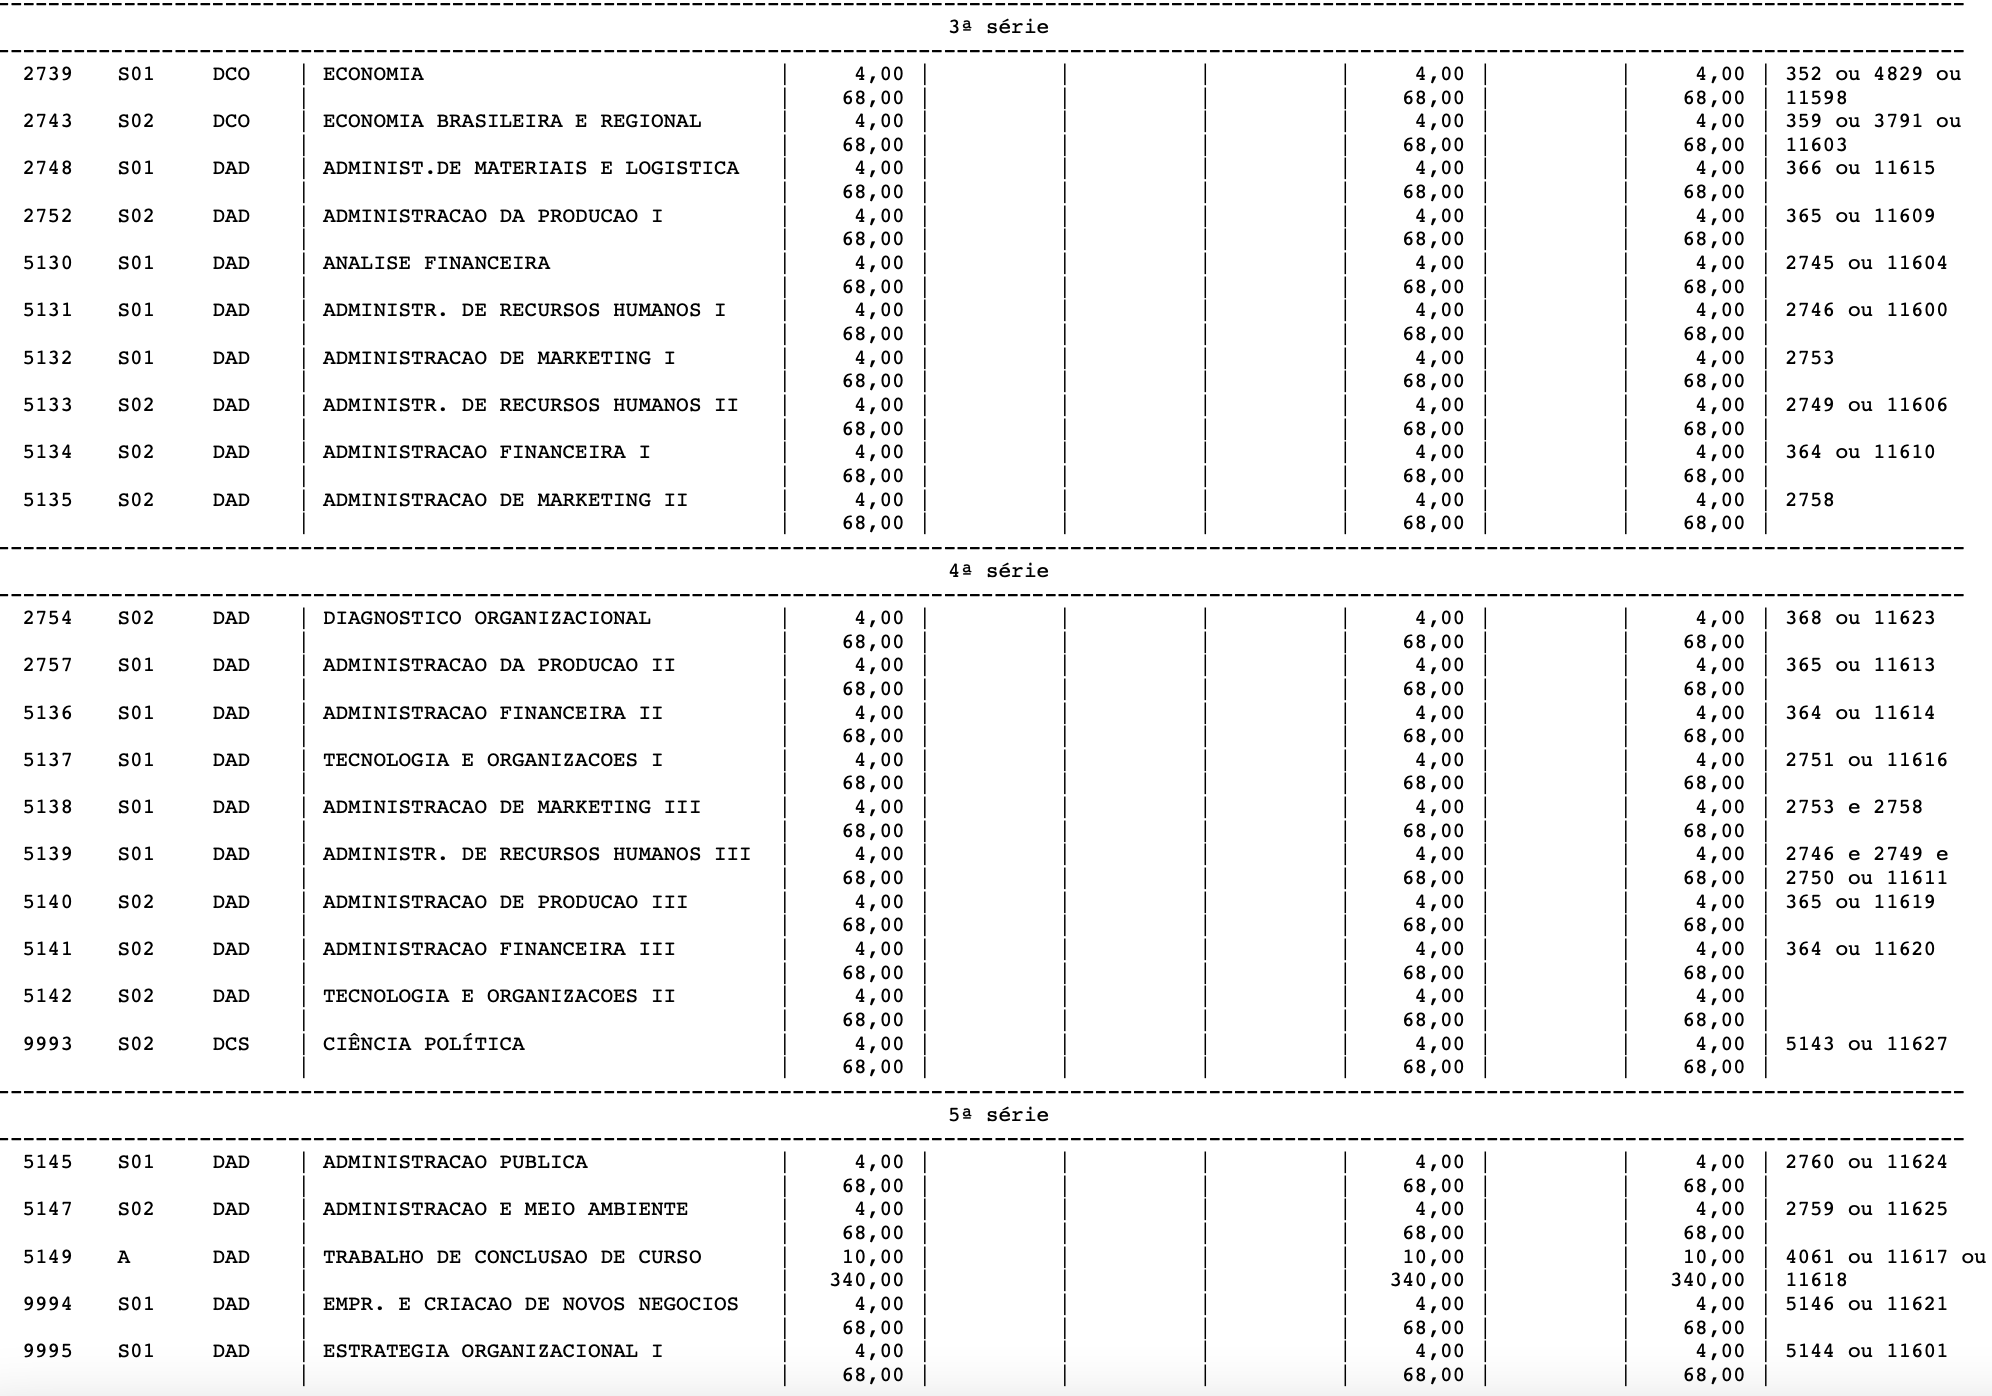 3ª série
2739 S01 DCO | ECONOMIA | 4,00 | | | | 4,00 | | 4,00 | 352 ou 4829 ou
| | 68,00 | | | | 68,00 | | 68,00 | 11598
2743 S02 DCO | ECONOMIA BRASILEIRA E REGIONAL | 4,00 | | | | 4,00 | | 4,00 | 359 ou 3791 ou
| | 68,00 | | | | 68,00 | | 68,00 | 11603
2748 S01 DAD | ADMINIST.DE MATERIAIS E LOGISTICA | 4,00 | | | | 4,00 | | 4,00 | 366 ou 11615
| | 68,00 | | | | 68,00 | | 68,00 |
2752 S02 DAD | ADMINISTRACAO DA PRODUCAO I | 4,00 | | | | 4,00 | | 4,00 | 365 ou 11609
| | 68,00 | | | | 68,00 | | 68,00 |
5130 S01 DAD | ANALISE FINANCEIRA | 4,00 | | | | 4,00 | | 4,00 | 2745 ou 11604
| | 68,00 | | | | 68,00 | | 68,00 |
5131 S01 DAD | ADMINISTR. DE RECURSOS HUMANOS I | 4,00 | | | | 4,00 | | 4,00 | 2746 ou 11600
| | 68,00 | | | | 68,00 | | 68,00 |
5132 S01 DAD | ADMINISTRACAO DE MARKETING I | 4,00 | | | | 4,00 | | 4,00 | 2753
| | 68,00 | | | | 68,00 | | 68,00 |
5133 S02 DAD | ADMINISTR. DE RECURSOS HUMANOS II | 4,00 | | | | 4,00 | | 4,00 | 2749 ou 11606
| | 68,00 | | | | 68,00 | | 68,00 |
5134 S02 DAD | ADMINISTRACAO FINANCEIRA I | 4,00 | | | | 4,00 | | 4,00 | 364 ou 11610
| | 68,00 | | | | 68,00 | | 68,00 |
5135 S02 DAD | ADMINISTRACAO DE MARKETING II | 4,00 | | | | 4,00 | | 4,00 | 2758
| | 68,00 | | | | 68,00 | | 68,00 |
4ª série
2754 S02 DAD | DIAGNOSTICO ORGANIZACIONAL | 4,00 | | | | 4,00 | | 4,00 | 368 ou 11623
| | 68,00 | | | | 68,00 | | 68,00 |
2757 S01 DAD | ADMINISTRACAO DA PRODUCAO II | 4,00 | | | | 4,00 | | 4,00 | 365 ou 11613
| | 68,00 | | | | 68,00 | | 68,00 |
5136 S01 DAD | ADMINISTRACAO FINANCEIRA II | 4,00 | | | | 4,00 | | 4,00 | 364 ou 11614
| | 68,00 | | | | 68,00 | | 68,00 |
5137 S01 DAD | TECNOLOGIA E ORGANIZACOES I | 4,00 | | | | 4,00 | | 4,00 | 2751 ou 11616
| | 68,00 | | | | 68,00 | | 68,00 |
5138 S01 DAD | ADMINISTRACAO DE MARKETING III | 4,00 | | | | 4,00 | | 4,00 | 2753 e 2758
| | 68,00 | | | | 68,00 | | 68,00 |
5139 S01 DAD | ADMINISTR. DE RECURSOS HUMANOS III | 4,00 | | | | 4,00 | | 4,00 | 2746 e 2749 e
| | 68,00 | | | | 68,00 | | 68,00 | 2750 ou 11611
5140 S02 DAD | ADMINISTRACAO DE PRODUCAO III | 4,00 | | | | 4,00 | | 4,00 | 365 ou 11619
| | 68,00 | | | | 68,00 | | 68,00 |
5141 S02 DAD | ADMINISTRACAO FINANCEIRA III | 4,00 | | | | 4,00 | | 4,00 | 364 ou 11620
| | 68,00 | | | | 68,00 | | 68,00 |
5142 S02 DAD | TECNOLOGIA E ORGANIZACOES II | 4,00 | | | | 4,00 | | 4,00 |
| | 68,00 | | | | 68,00 | | 68,00 |
9993 S02 DCS | CIÊNCIA POLÍTICA | 4,00 | | | | 4,00 | | 4,00 | 5143 ou 11627
| | 68,00 | | | | 68,00 | | 68,00 |
5ª série
5145 S01 DAD | ADMINISTRACAO PUBLICA | 4,00 | | | | 4,00 | | 4,00 | 2760 ou 11624
| | 68,00 | | | | 68,00 | | 68,00 |
5147 S02 DAD | ADMINISTRACAO E MEIO AMBIENTE | 4,00 | | | | 4,00 | | 4,00 | 2759 ou 11625
| | 68,00 | | | | 68,00 | | 68,00 |
5149 A DAD | TRABALHO DE CONCLUSAO DE CURSO | 10,00 | | | | 10,00 | | 10,00 | 4061 ou 11617 ou
| | 340,00 | | | | 340,00 | | 340,00 | 11618
9994 S01 DAD | EMPR. E CRIACAO DE NOVOS NEGOCIOS | 4,00 | | | | 4,00 | | 4,00 | 5146 ou 11621
| | 68,00 | | | | 68,00 | | 68,00 |
9995 S01 DAD | ESTRATEGIA ORGANIZACIONAL I | 4,00 | | | | 4,00 | | 4,00 | 5144 ou 11601
| | 68,00 | | | | 68,00 | | 68,00 |